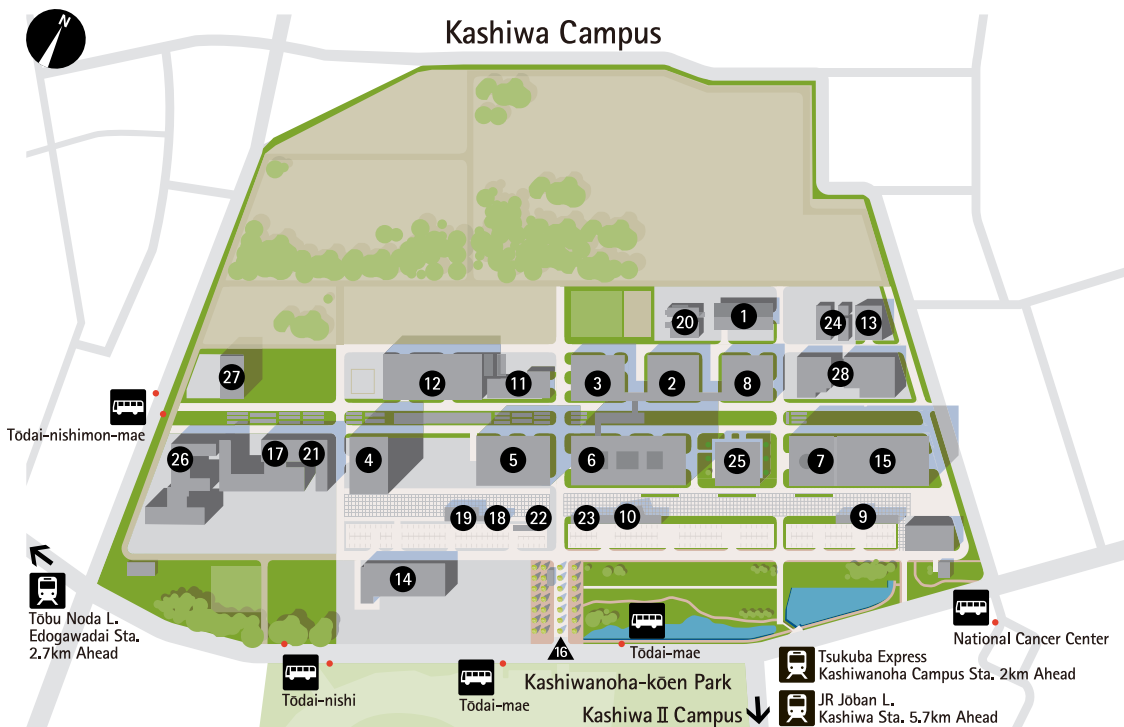 N
Kashiwa Campus
20
1
24
13
27
12
11
3
2
8
28
Tōdai-nishimon-mae
26
17
21
4
5
6
25
7
15
19
18
22
23
10
9
14
16
Tōbu Noda L.
Edogawadai Sta.
2.7km Ahead
Tōdai-nishi
Tōdai-mae
Tōdai-mae
National Cancer Center
Kashiwanoha-kōen Park
Kashiwa II Campus
Tsukuba Express
Kashiwanoha Campus Sta. 2km Ahead
JR Jōban L.
Kashiwa Sta. 5.7km Ahead